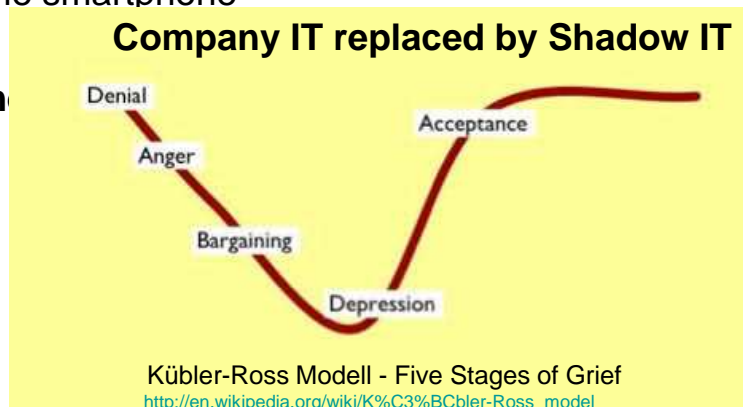 smartphone
Company IT replaced by Shadow IT
Denial
Anger
Acceptance
Bargaining
Depression
Kübler-Ross Modell - Five Stages of Grief
http://en.wikipedia.org/wiki/K%C3%BCbler-Ross_model